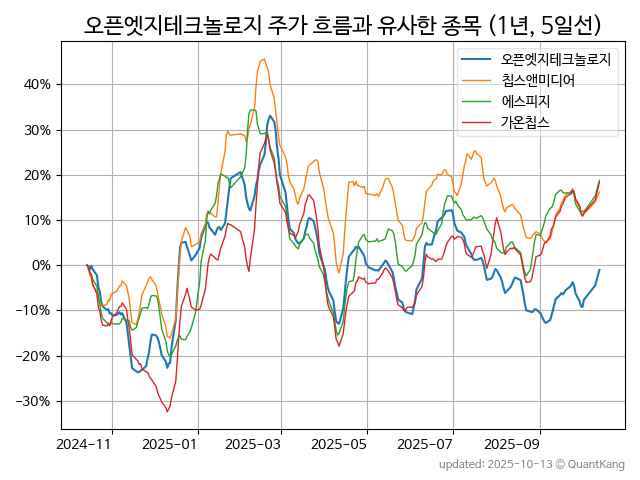 오픈엣지테크놀로지 주가 흐름과 유사한 종목 (1년, 5일선)
오픈엣지테크놀로지
칩스앤미디어
에스피지
가온칩스
40%
30%
20%
10%
0%
−10%
−20%
−30%
2024-11
2025-01
2025-03
2025-05
2025-07
2025-09
updated: 2025-10-13 © QuantKang